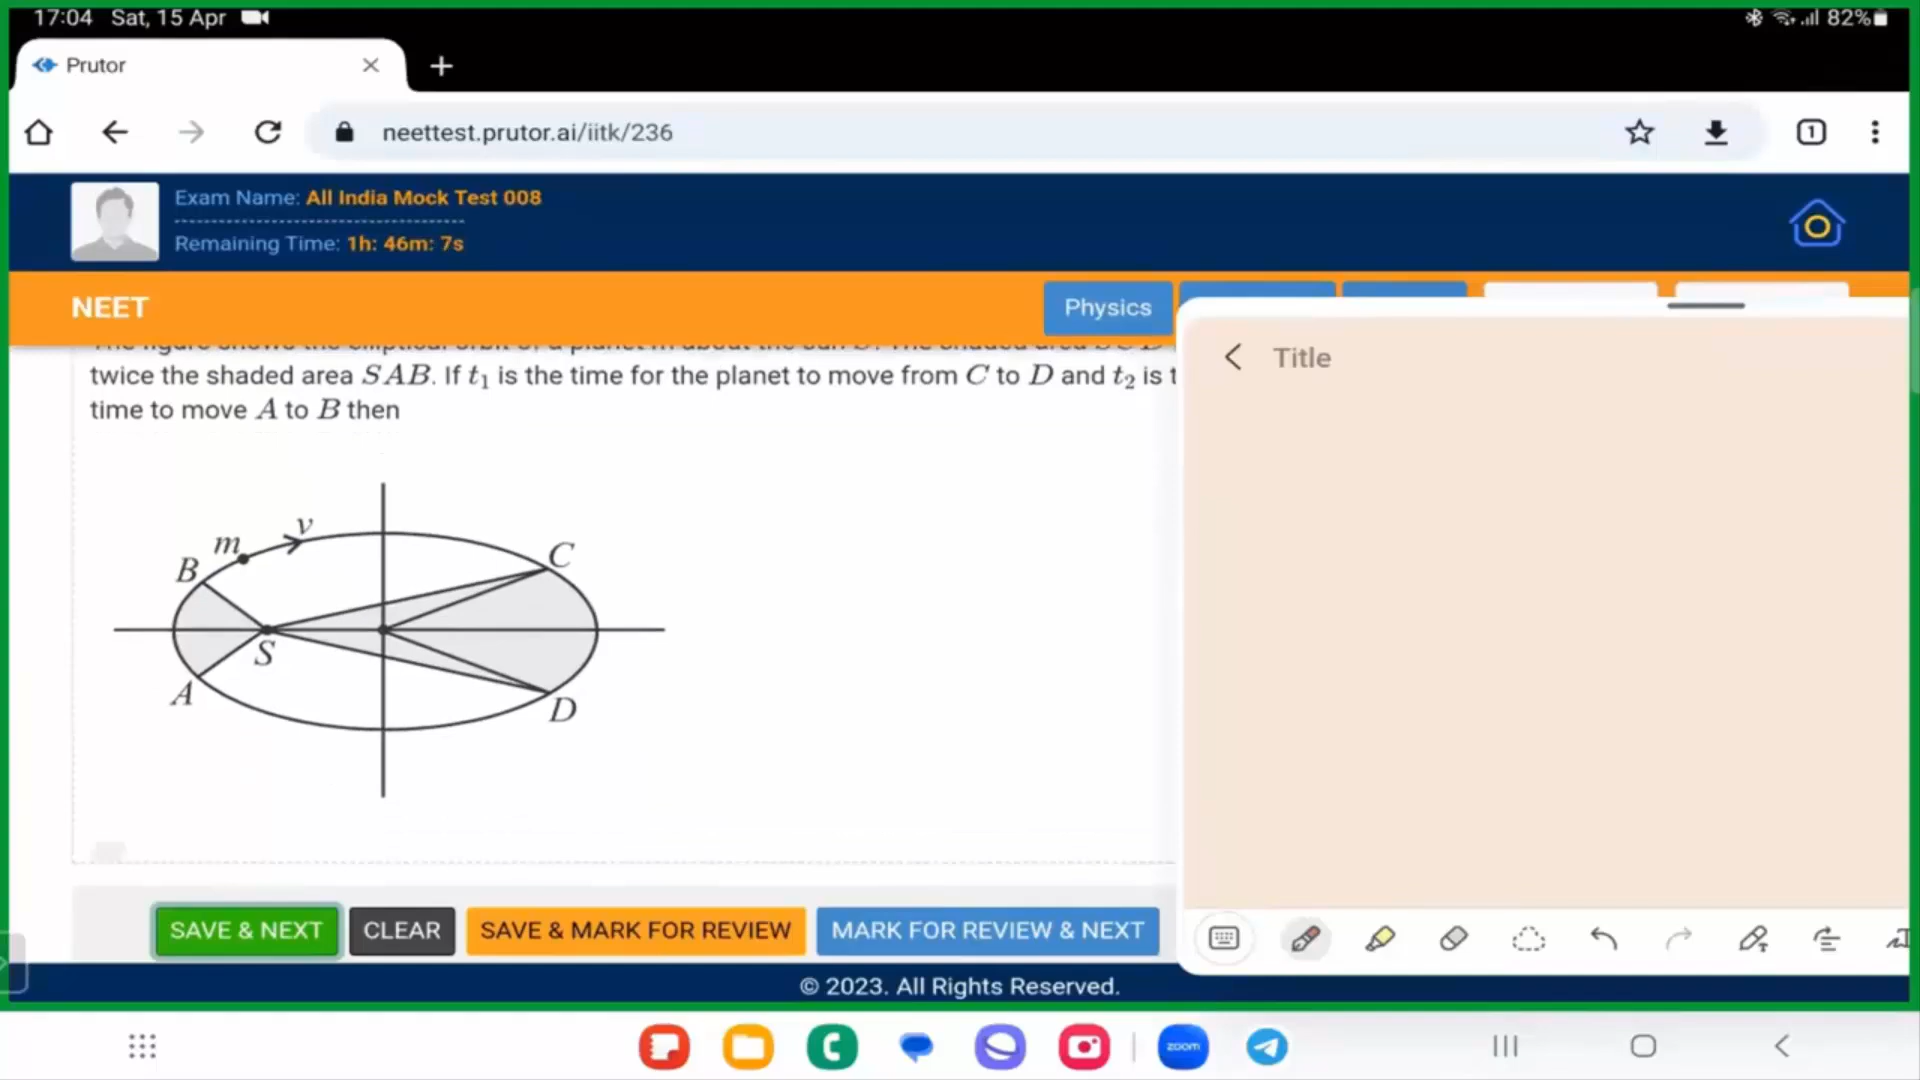 17:04 Sat, 15 Apr
82%
Prutor
neettest.prutor.ai/iitk/236
1
Exam Name: All India Mock Test 008
Remaining Time: 1h: 46m: 7s
NEET
Physics
twice the shaded area SAB. If t₁ is the time for the planet to move from C to D and t₂ is t
time to move A to B then
m
v
B
C
S
A
D
SAVE & NEXT
CLEAR
SAVE & MARK FOR REVIEW
MARK FOR REVIEW & NEXT
Title
© 2023. All Rights Reserved.
zoom